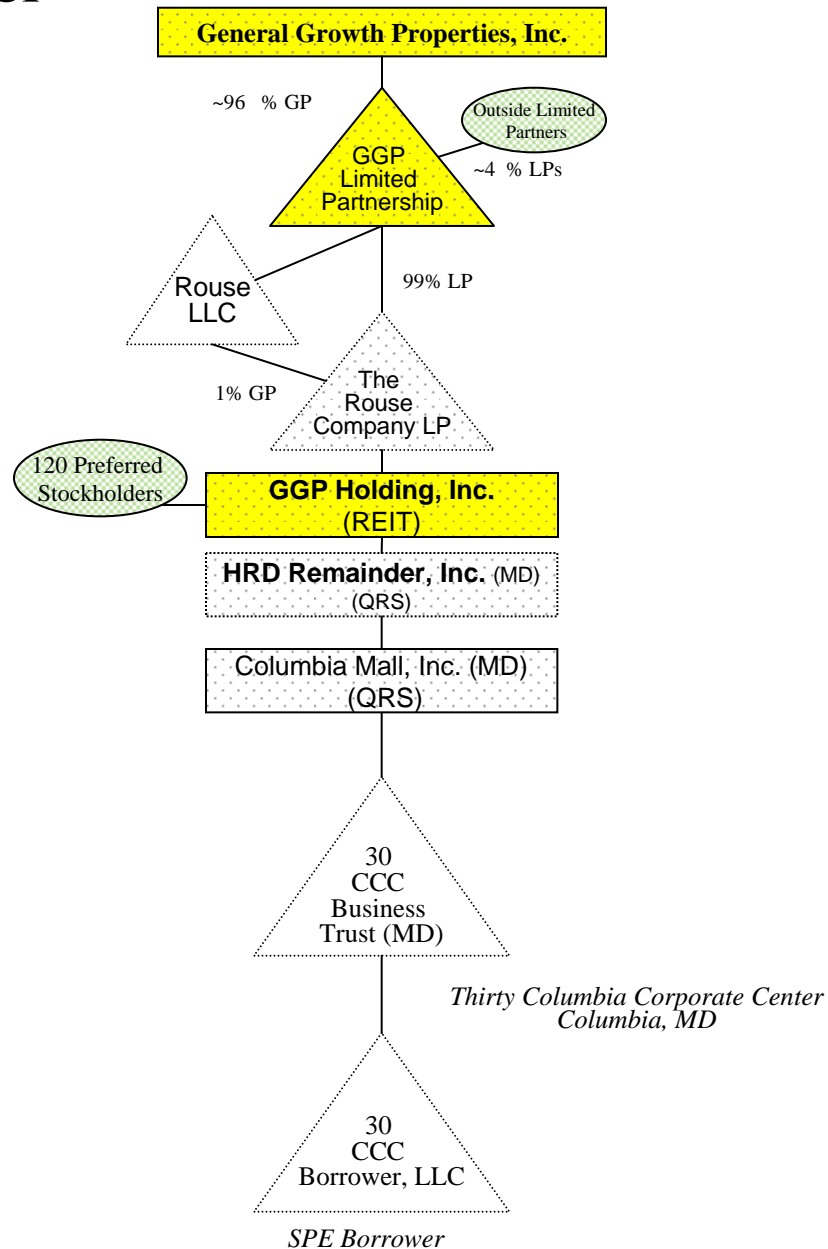 General Growth Properties, Inc.
~96 % GP
Outside Limited
Partners
~4 % LPs
GGP
Limited
Partnership
99% LP
Rouse
LLC
1% GP
The
Rouse
Company LP
120 Preferred
Stockholders
GGP Holding, Inc.
(REIT)
HRD Remainder, Inc. (MD)
(QRS)
Columbia Mall, Inc. (MD)
(QRS)
30
CCC
Business
Trust (MD)
Thirty Columbia Corporate Center
Columbia, MD
30
CCC
Borrower, LLC
SPE Borrower